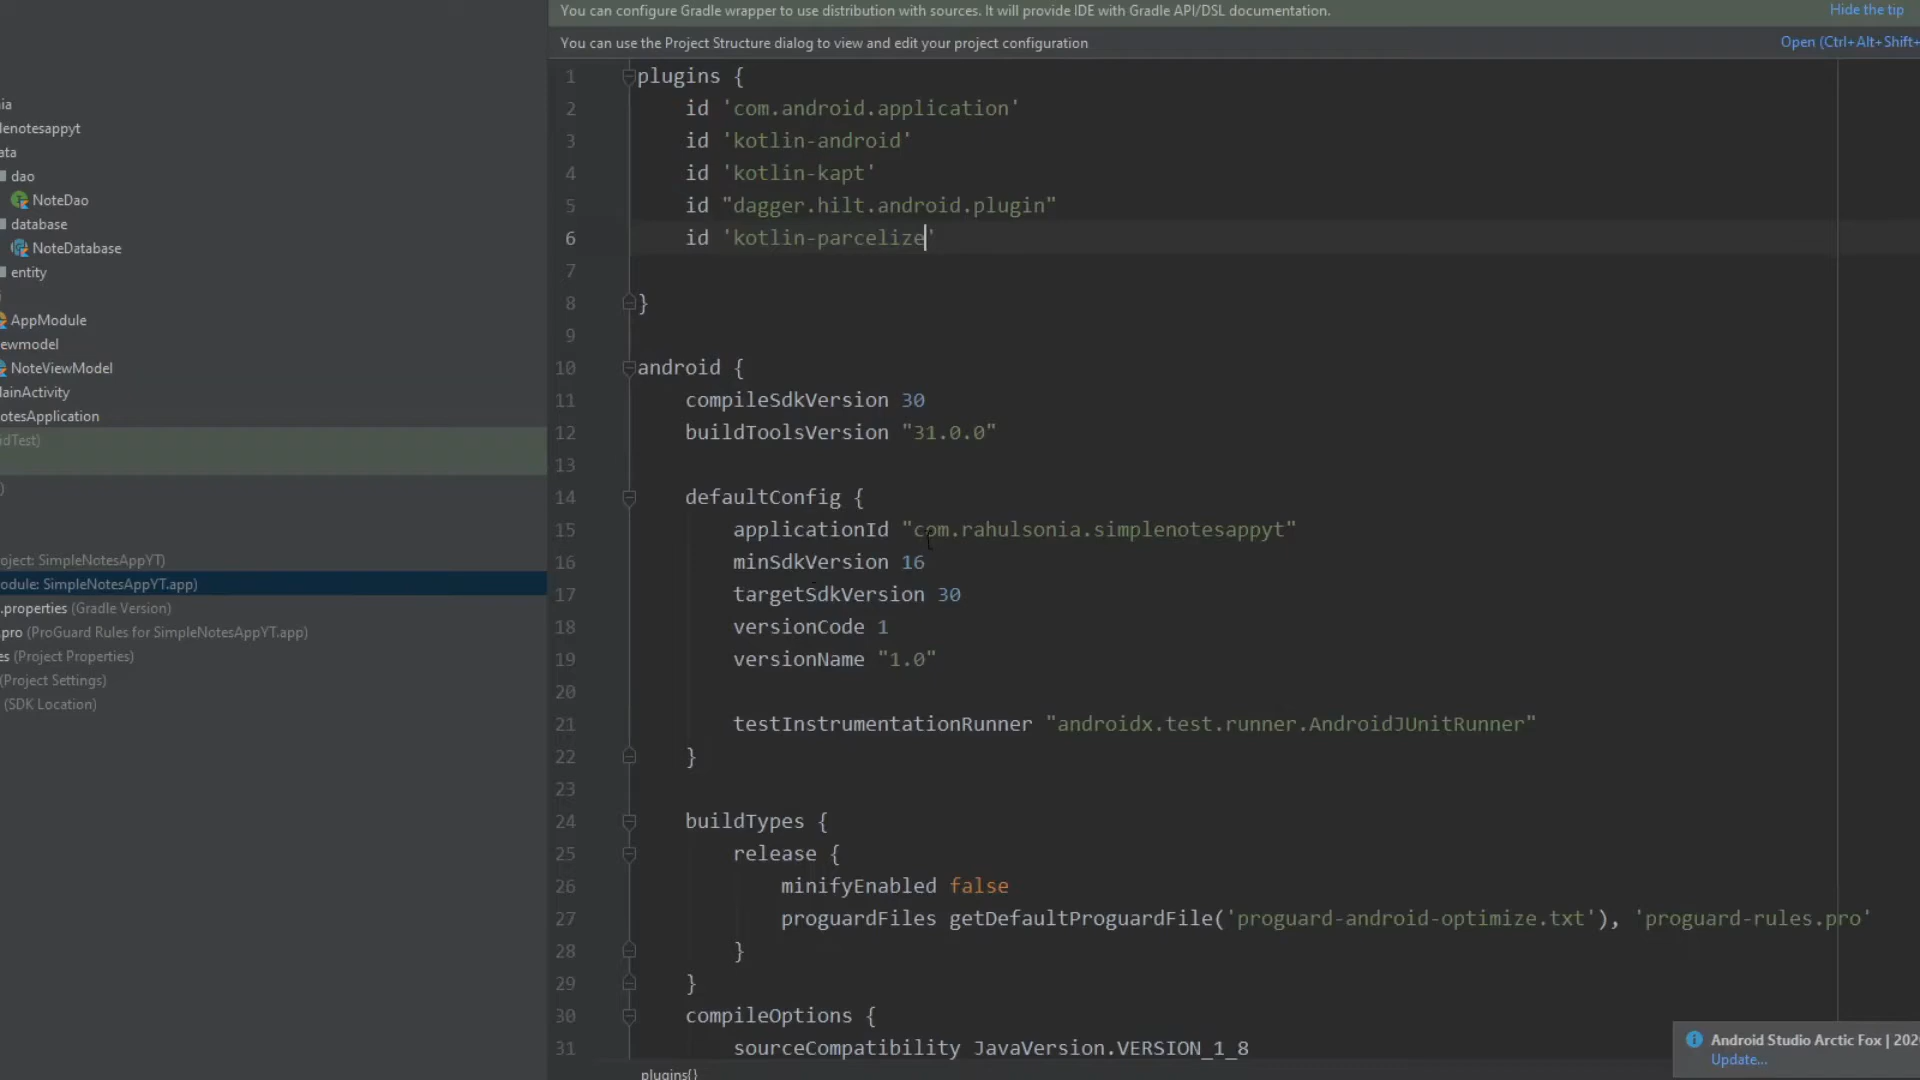 You can configure Gradle wrapper to use distribution with sources. It will provide IDE with Gradle API/DSL documentation.
Hide the tip
You can use the Project Structure dialog to view and edit your project configuration
Open (Ctrl+Alt+Shift+
ia
lenotesappyt
ata
dao
NoteDao
database
NoteDatabase
entity
AppModule
ewmodel
NoteViewModel
ainActivity
otesApplication
idTest)
)
oject: SimpleNotesAppYT)
odule: SimpleNotesAppYT.app)
.properties (Gradle Version)
.pro (ProGuard Rules for SimpleNotesAppYT.app)
es (Project Properties)
(Project Settings)
(SDK Location)
1 plugins {
2 id 'com.android.application'
3 id 'kotlin-android'
4 id 'kotlin-kapt'
5 id "dagger.hilt.android.plugin"
6 id 'kotlin-parcelize'
7
8 }
9
10 android {
11 compileSdkVersion 30
12 buildToolsVersion "31.0.0"
13
14 defaultConfig {
15 applicationId "com.rahulsonia.simplenotesappyt"
16 minSdkVersion 16
17 targetSdkVersion 30
18 versionCode 1
19 versionName "1.0"
20
21 testInstrumentationRunner "androidx.test.runner.AndroidJUnitRunner"
22 }
23
24 buildTypes {
25 release {
26 minifyEnabled false
27 proguardFiles getDefaultProguardFile('proguard-android-optimize.txt'), 'proguard-rules.pro'
28 }
29 }
30 compileOptions {
31 sourceCompatibility JavaVersion.VERSION_1_8
plugins{}
Android Studio Arctic Fox | 202
Update...